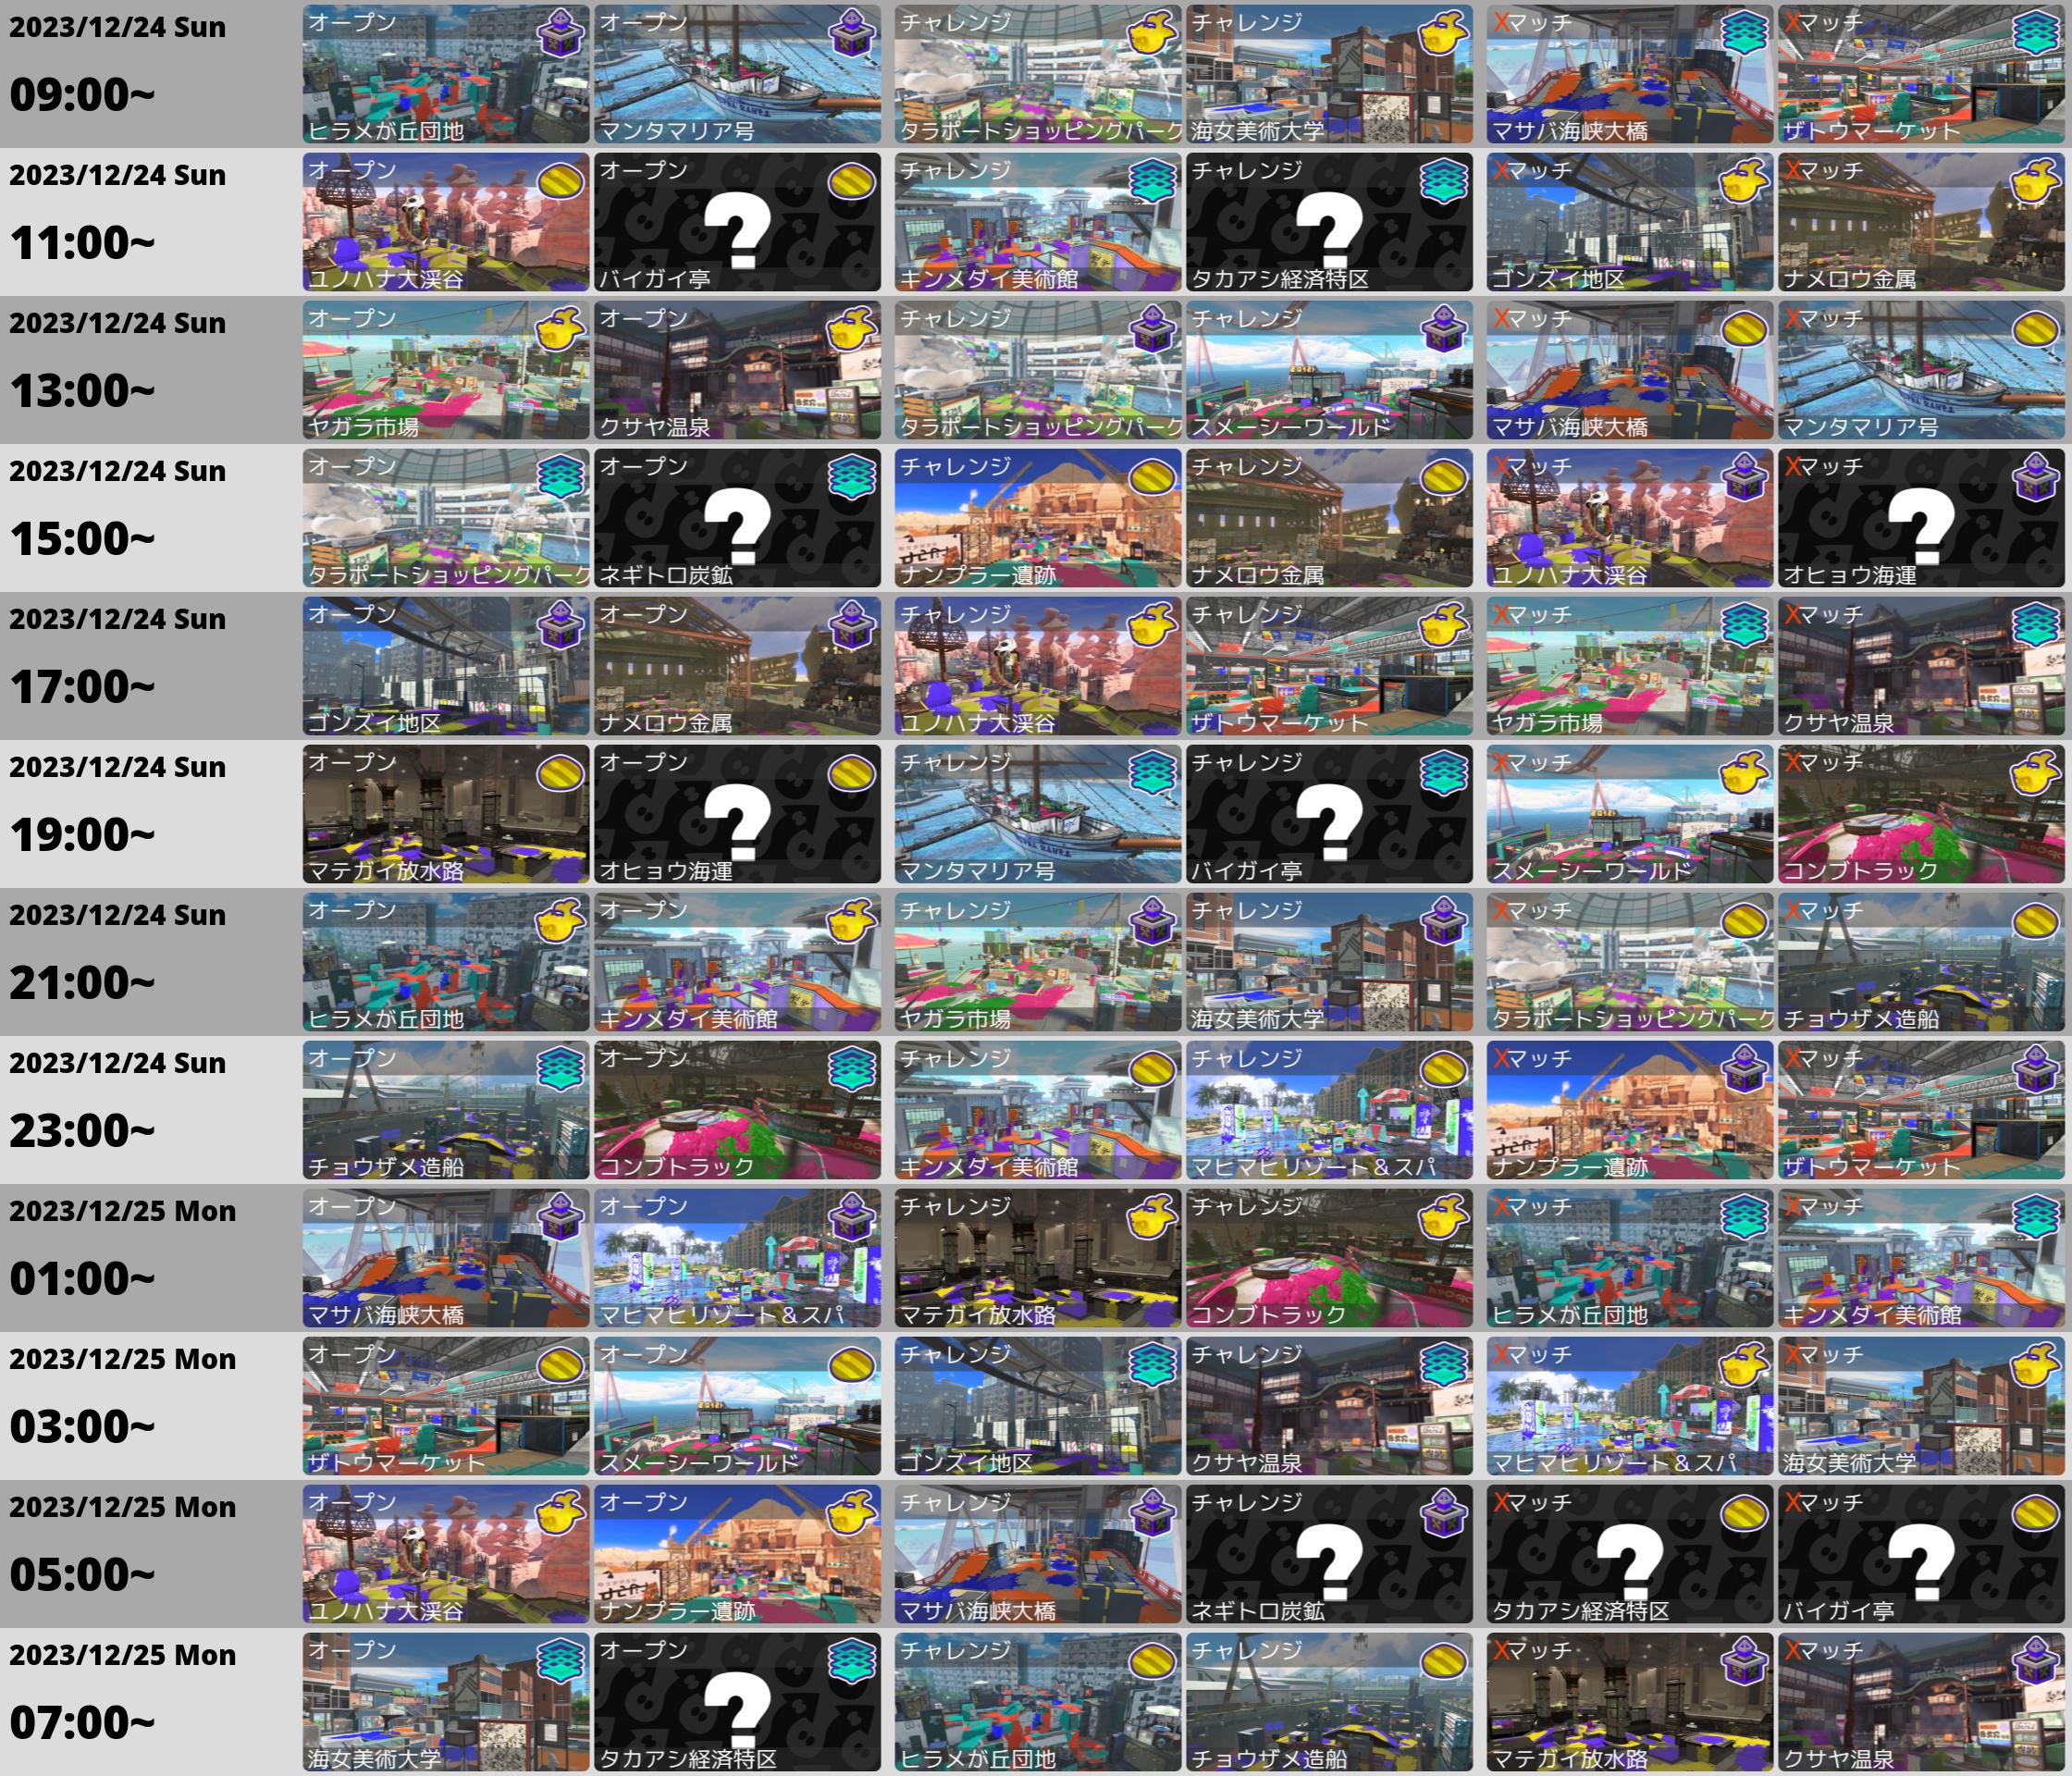 2023/12/24 Sun
09:00~
オープン
ヒラメが丘団地
オープン
マンタマリア号
チャレンジ
タラポートショッピングパーク
チャレンジ
海女美術大学
Xマッチ
マサバ海峡大橋
Xマッチ
ザトウマーケット
2023/12/24 Sun
11:00~
オープン
ユノハナ大渓谷
オープン
?
バイガイ亭
チャレンジ
キンメダイ美術館
チャレンジ
?
タカアシ経済特区
Xマッチ
ゴンズイ地区
Xマッチ
ナメロウ金属
2023/12/24 Sun
13:00~
オープン
ヤガラ市場
オープン
クサヤ温泉
チャレンジ
タラポートショッピングパーク
チャレンジ
スメーシーワールド
Xマッチ
マサバ海峡大橋
Xマッチ
マンタマリア号
2023/12/24 Sun
15:00~
オープン
タラポートショッピングパーク
オープン
?
ネギトロ炭鉱
チャレンジ
ナンプラー遺跡
チャレンジ
ナメロウ金属
Xマッチ
ユノハナ大渓谷
Xマッチ
?
オヒョウ海運
2023/12/24 Sun
17:00~
オープン
ゴンズイ地区
オープン
ナメロウ金属
チャレンジ
ユノハナ大渓谷
チャレンジ
ザトウマーケット
Xマッチ
ヤガラ市場
Xマッチ
クサヤ温泉
2023/12/24 Sun
19:00~
オープン
マテガイ放水路
オープン
?
オヒョウ海運
チャレンジ
マンタマリア号
チャレンジ
?
バイガイ亭
Xマッチ
スメーシーワールド
Xマッチ
コンブトラック
2023/12/24 Sun
21:00~
オープン
ヒラメが丘団地
オープン
キンメダイ美術館
チャレンジ
ヤガラ市場
チャレンジ
海女美術大学
Xマッチ
タラポートショッピングパーク
Xマッチ
チョウザメ造船
2023/12/24 Sun
23:00~
オープン
チョウザメ造船
オープン
コンブトラック
チャレンジ
キンメダイ美術館
チャレンジ
マヒマヒリゾート＆スパ
Xマッチ
ナンプラー遺跡
Xマッチ
ザトウマーケット
2023/12/25 Mon
01:00~
オープン
マサバ海峡大橋
オープン
マヒマヒリゾート＆スパ
チャレンジ
マテガイ放水路
チャレンジ
コンブトラック
Xマッチ
ヒラメが丘団地
Xマッチ
キンメダイ美術館
2023/12/25 Mon
03:00~
オープン
ザトウマーケット
オープン
スメーシーワールド
チャレンジ
ゴンズイ地区
チャレンジ
クサヤ温泉
Xマッチ
マヒマヒリゾート＆スパ
Xマッチ
海女美術大学
2023/12/25 Mon
05:00~
オープン
ユノハナ大渓谷
オープン
ナンプラー遺跡
チャレンジ
マサバ海峡大橋
チャレンジ
?
ネギトロ炭鉱
Xマッチ
?
タカアシ経済特区
Xマッチ
?
バイガイ亭
2023/12/25 Mon
07:00~
オープン
海女美術大学
オープン
?
タカアシ経済特区
チャレンジ
ヒラメが丘団地
チャレンジ
チョウザメ造船
Xマッチ
マテガイ放水路
Xマッチ
クサヤ温泉